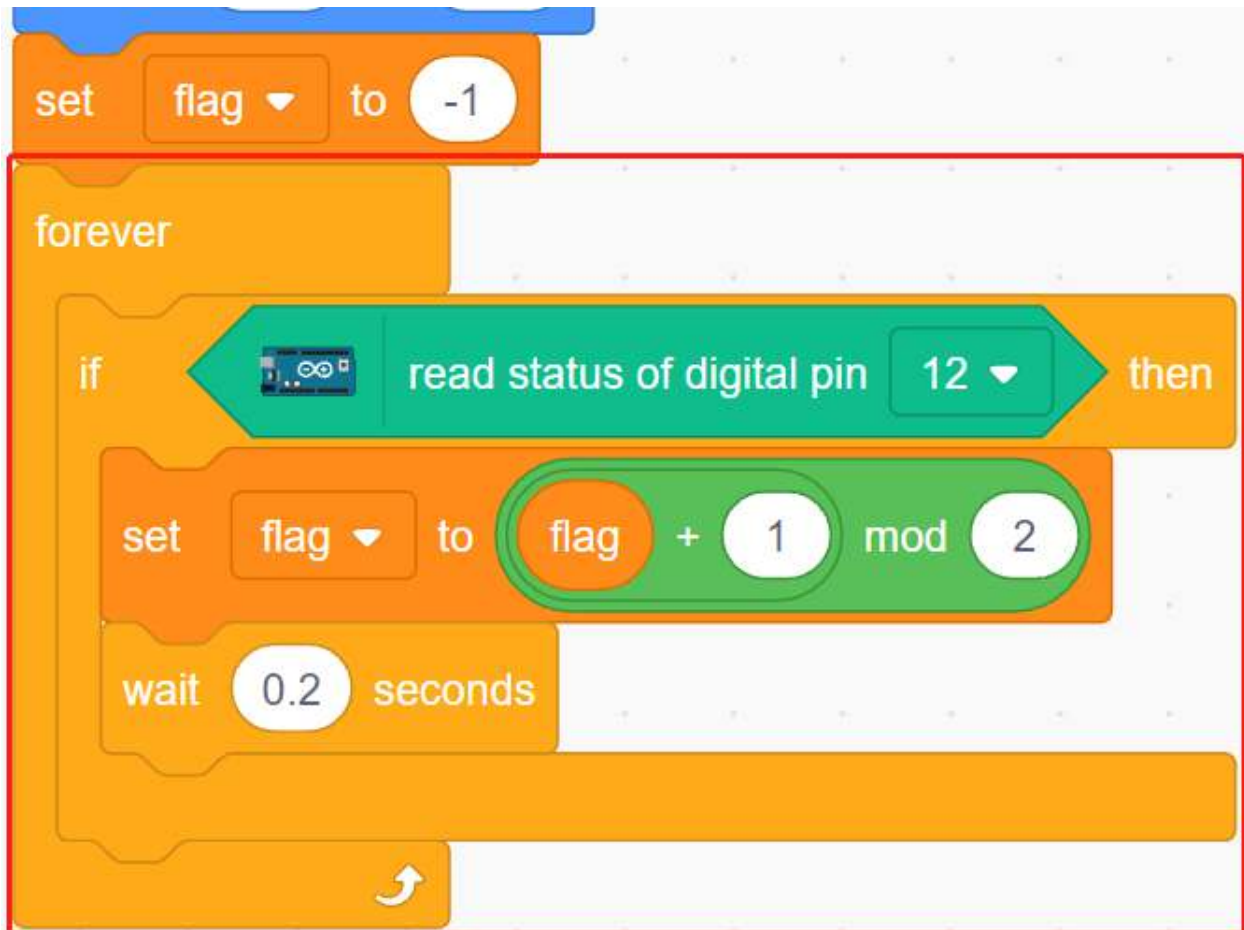 set flag to -1
forever
if read status of digital pin 12 then
set flag to flag + 1 mod 2
wait 0.2 seconds